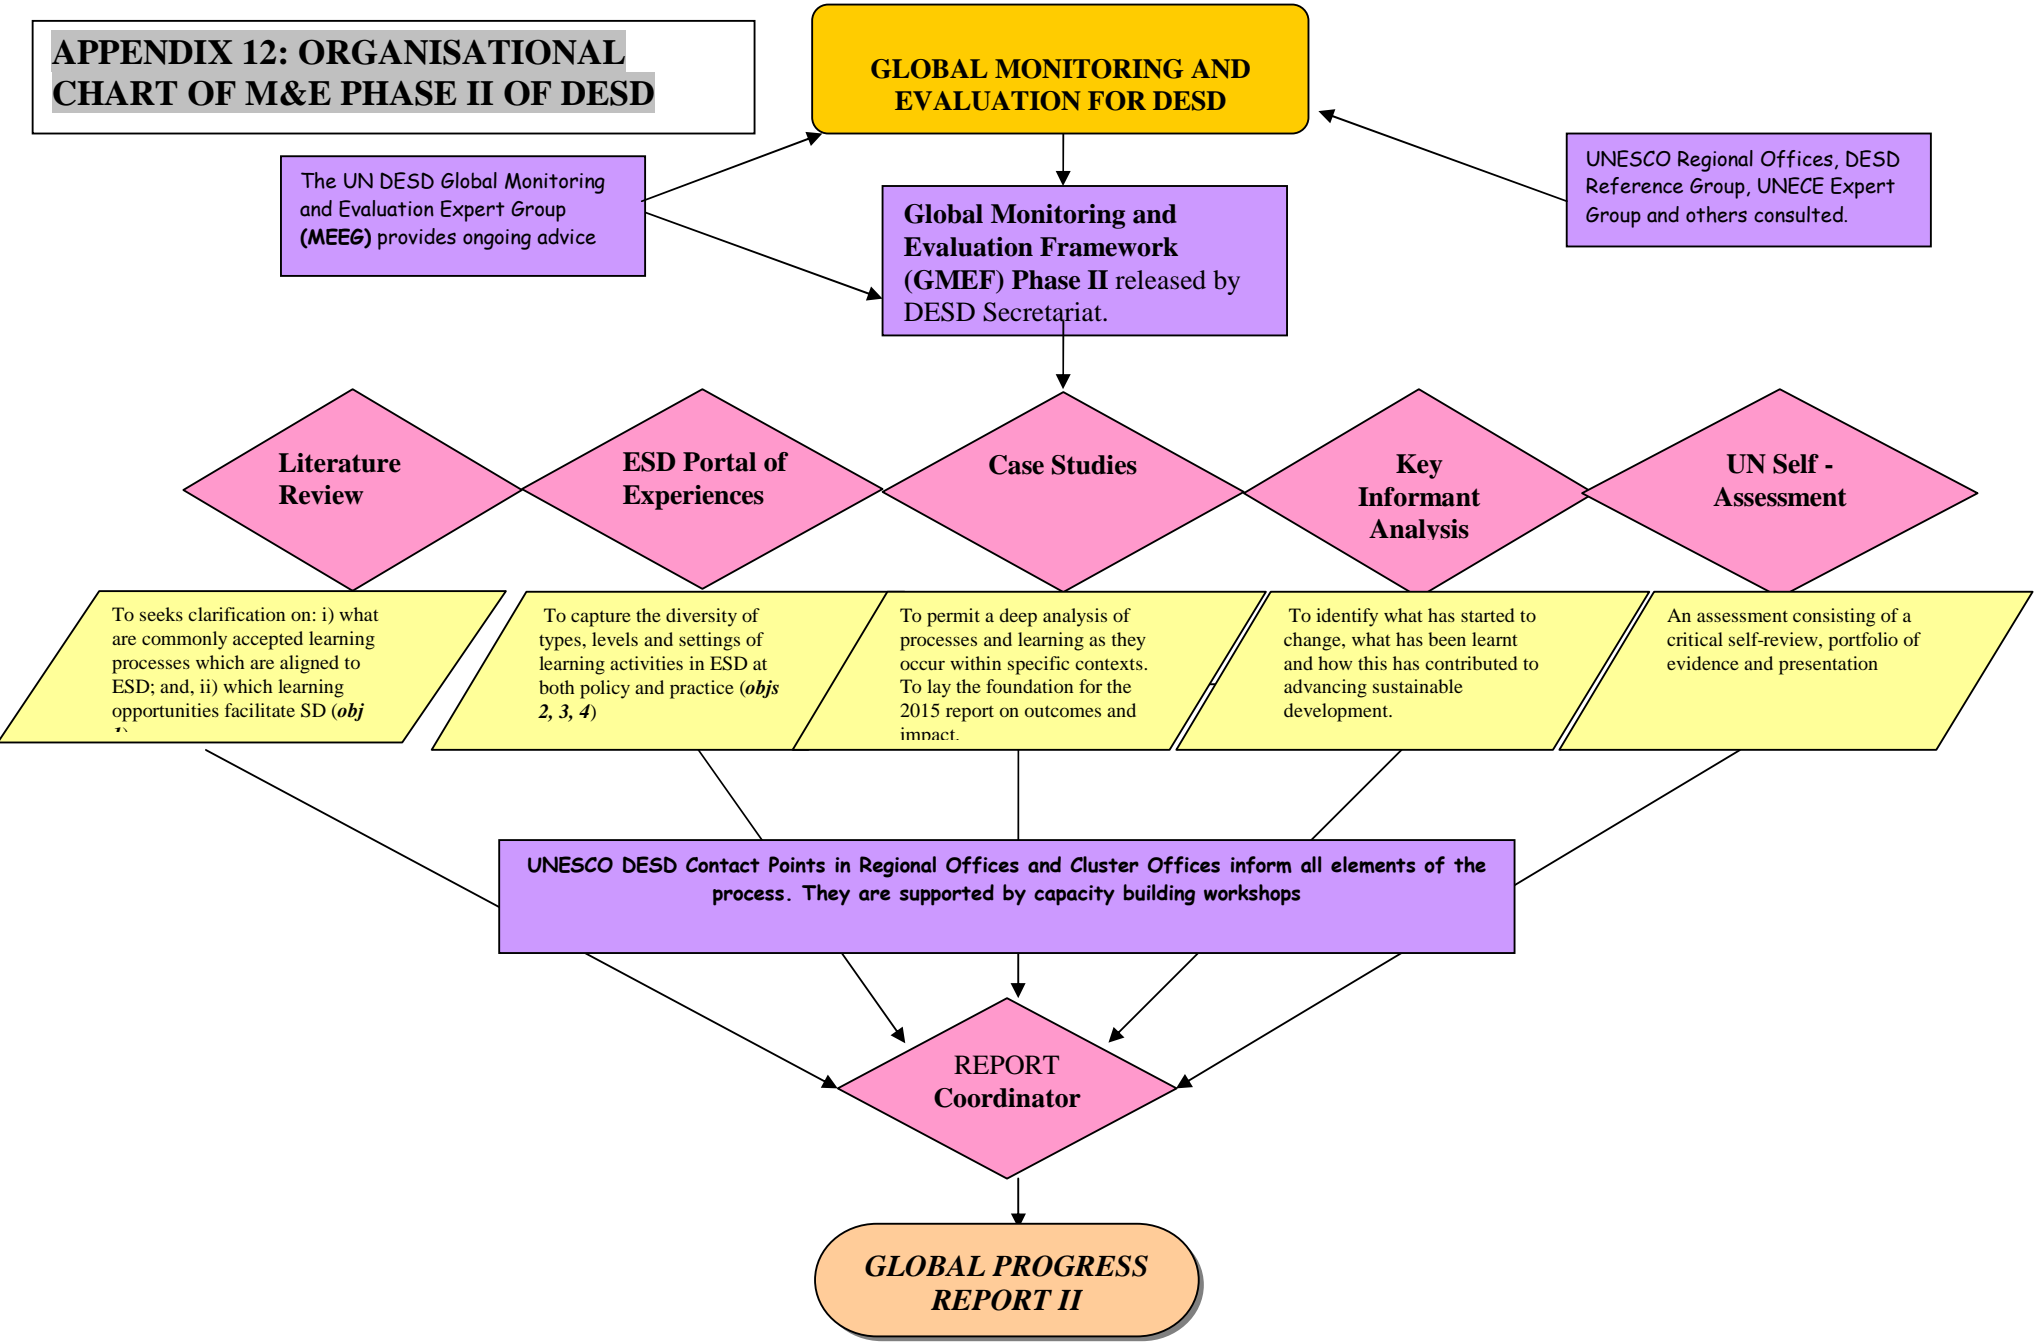 APPENDIX 12: ORGANISATIONAL
CHART OF M&E PHASE II OF DESD
GLOBAL MONITORING AND
EVALUATION FOR DESD
The UN DESD Global Monitoring
and Evaluation Expert Group
(MEEG) provides ongoing advice
UNESCO Regional Offices, DESD
Reference Group, UNECE Expert
Group and others consulted.
Global Monitoring and
Evaluation Framework
(GMEF) Phase II released by
DESD Secretariat.
Literature
Review
ESD Portal of
Experiences
Case Studies
Key
Informant
Analysis
UN Self -
Assessment
To seeks clarification on: i) what
are commonly accepted learning
processes which are aligned to
ESD; and, ii) which learning
opportunities facilitate SD (obj
1)
To capture the diversity of
types, levels and settings of
learning activities in ESD at
both policy and practice (objs
2, 3, 4)
To permit a deep analysis of
processes and learning as they
occur within specific contexts.
To lay the foundation for the
2015 report on outcomes and
impact.
To identify what has started to
change, what has been learnt
and how this has contributed to
advancing sustainable
development.
An assessment consisting of a
critical self-review, portfolio of
evidence and presentation
UNESCO DESD Contact Points in Regional Offices and Cluster Offices inform all elements of the
process. They are supported by capacity building workshops
REPORT
Coordinator
GLOBAL PROGRESS
REPORT II